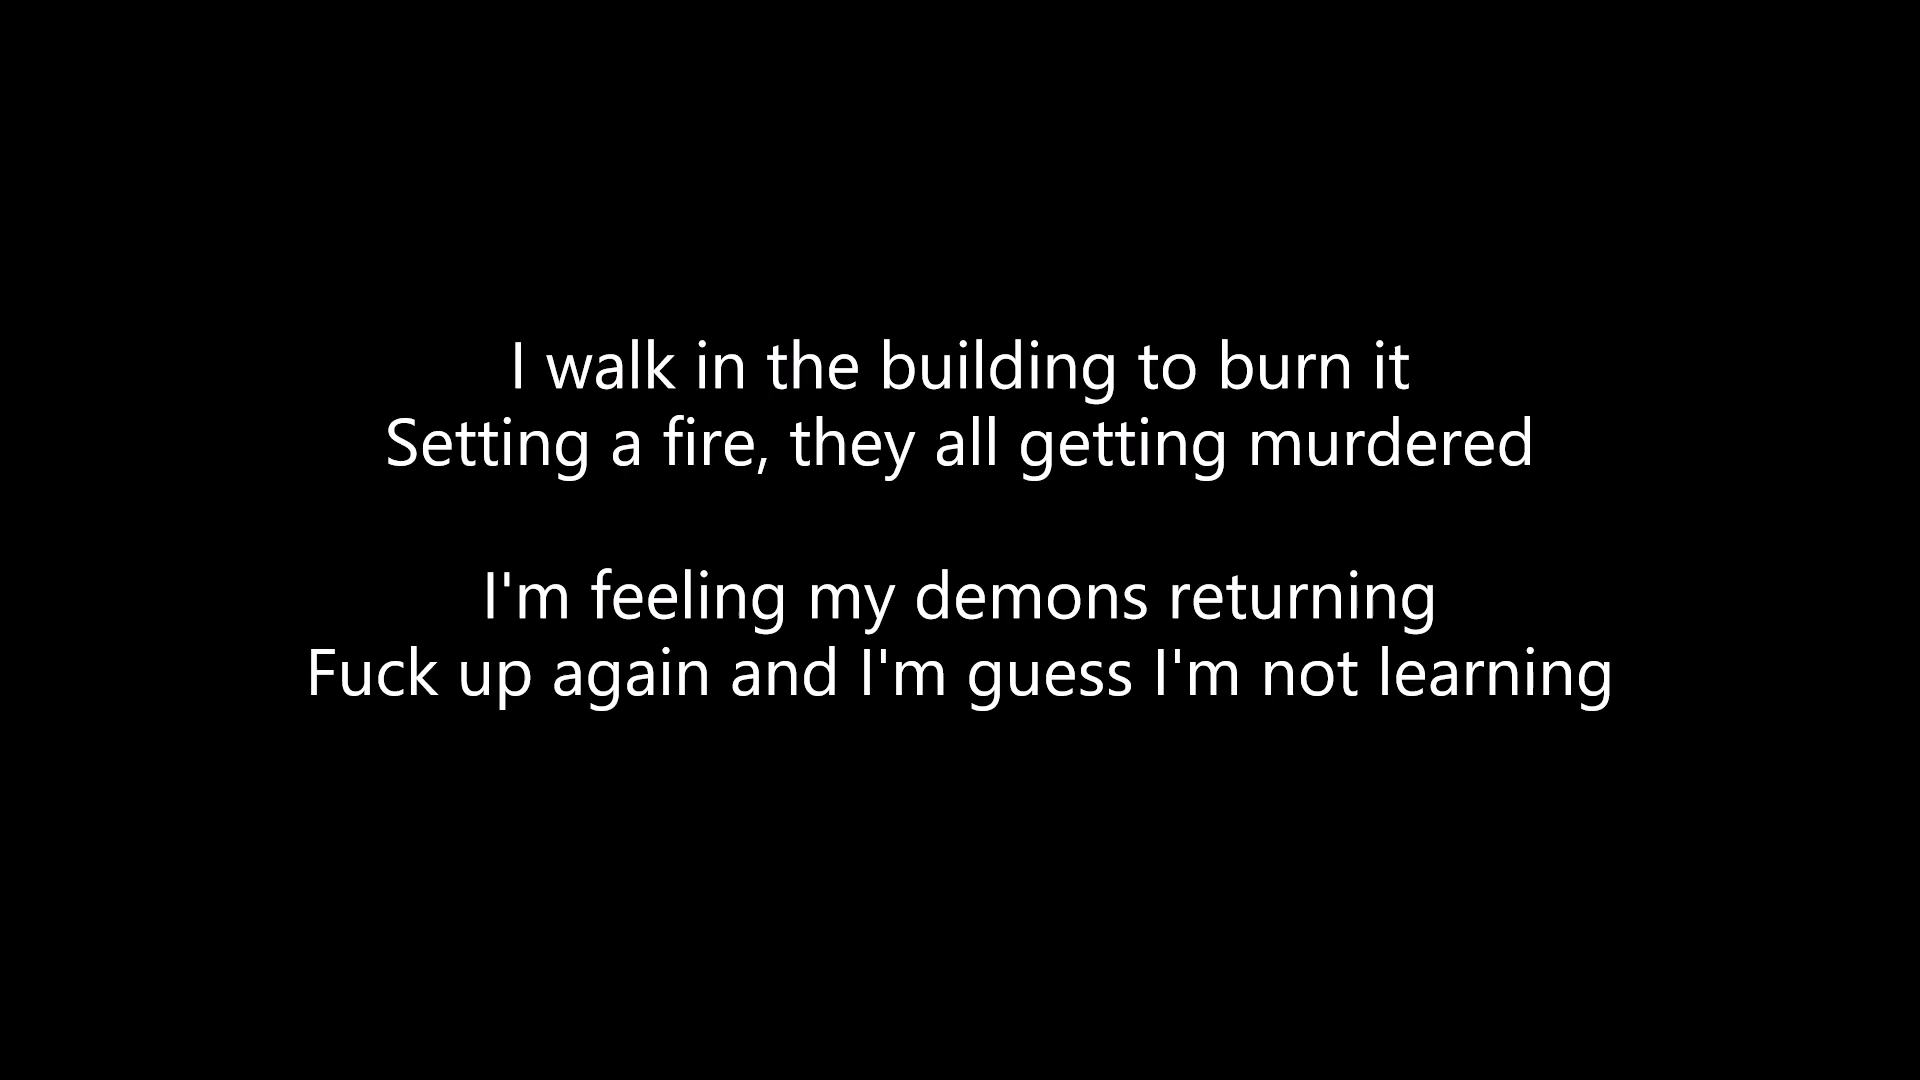 I walk in the building to burn it
Setting a fire, they all getting murdered
I'm feeling my demons returning
Fuck up again and I'm guess I'm not learning